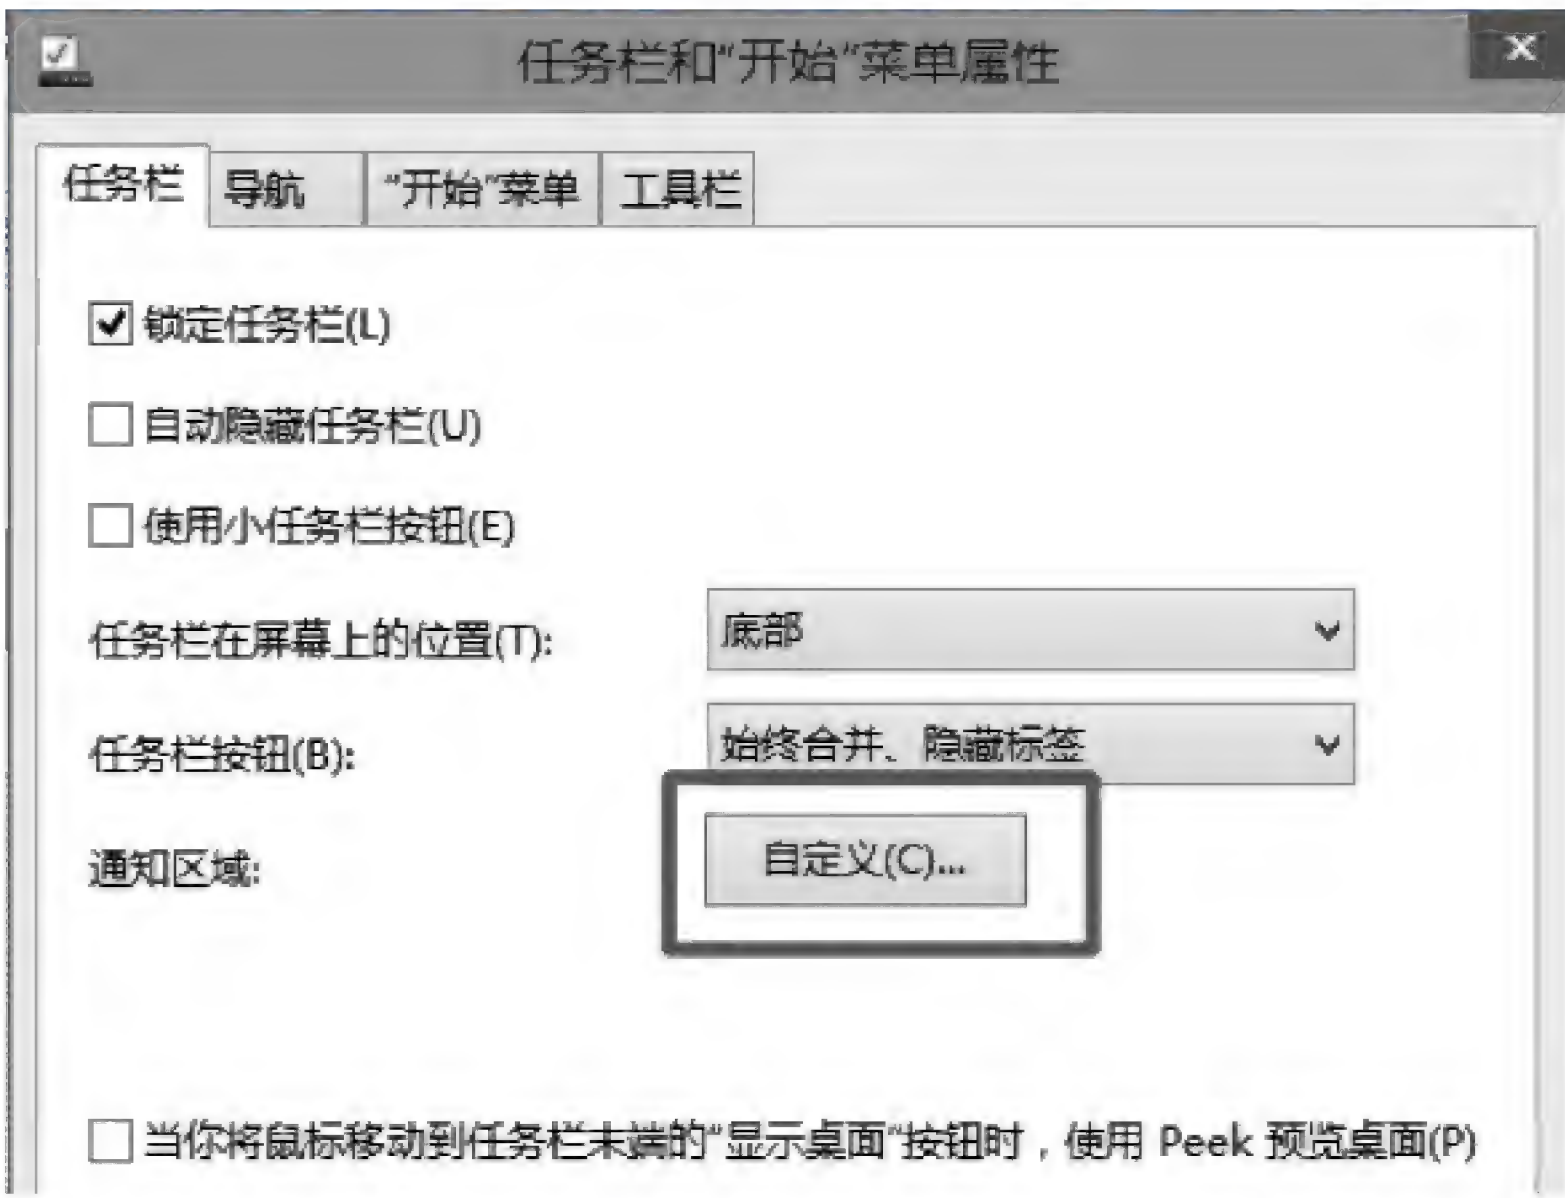 任务栏和“开始”菜单属性
任务栏 导航 “开始”菜单 工具栏
锁定任务栏(L)
自动隐藏任务栏(U)
使用小任务栏按钮(E)
任务栏在屏幕上的位置(T): 底部
任务栏按钮(B): 始终合并、隐藏标签
通知区域: 自定义(C)...
当你将鼠标移动到任务栏末端的"显示桌面"按钮时，使用 Peek 预览桌面(P)